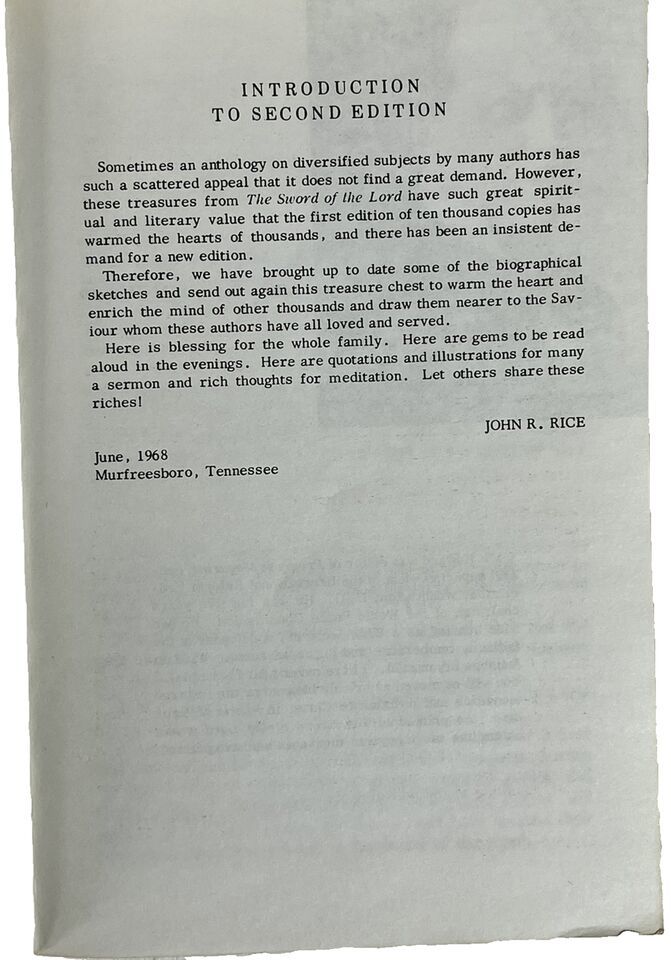 INTRODUCTION
TO SECOND EDITION
Sometimes an anthology on diversified subjects by many authors has
such a scattered appeal that it does not find a great demand. However,
these treasures from The Sword of the Lord have such great spirit-
ual and literary value that the first edition of ten thousand copies has
warmed the hearts of thousands, and there has been an insistent de-
mand for a new edition.
Therefore, we have brought up to date some of the biographical
sketches and send out again this treasure chest to warm the heart and
enrich the mind of other thousands and draw them nearer to the Sav-
iour whom these authors have all loved and served.
Here is blessing for the whole family. Here are gems to be read
aloud in the evenings. Here are quotations and illustrations for many
a sermon and rich thoughts for meditation. Let others share these
riches!
JOHN R. RICE
June, 1968
Murfreesboro, Tennessee